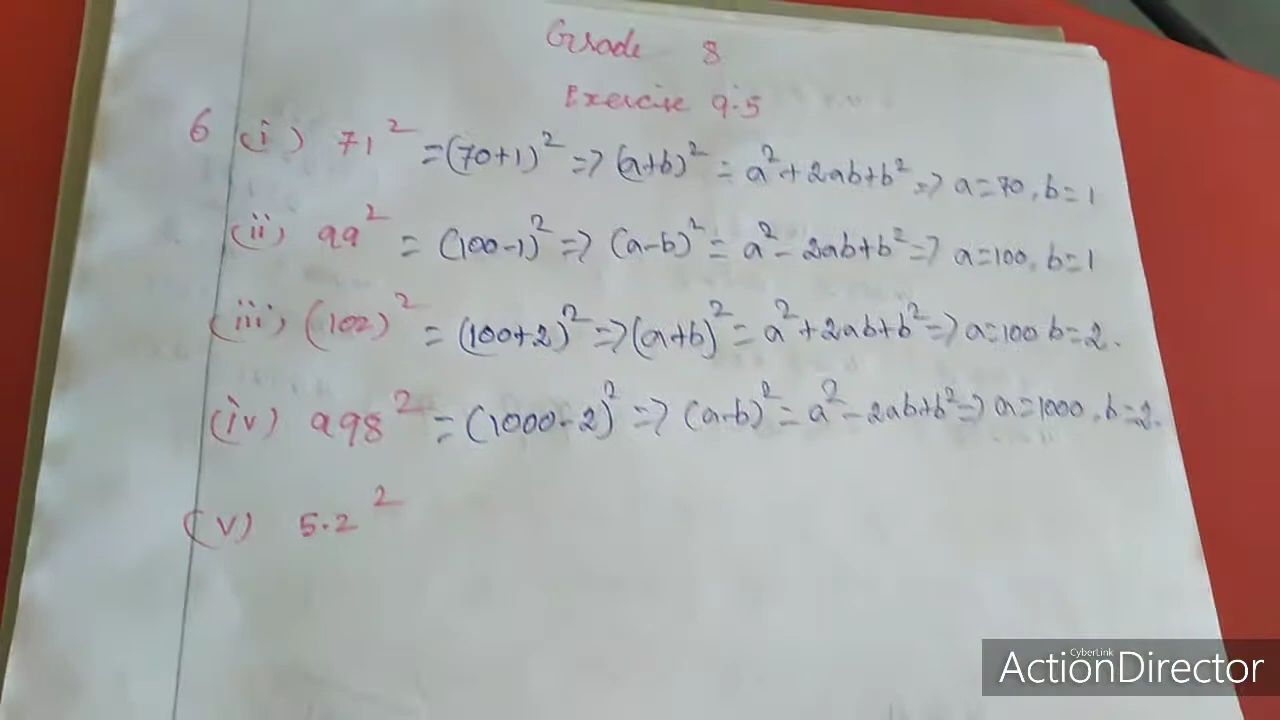 Grade 8
Exercise 9.5
6 (i) 71² = (70+1)² => (a+b)² = a² + 2ab + b² => a=70, b=1
(ii) 99² = (100-1)² => (a-b)² = a² - 2ab + b² => a=100, b=1
(iii) (102)² = (100+2)² => (a+b)² = a² + 2ab + b² => a=100 b=2.
(iv) 998² = (1000-2)² => (a-b)² = a² - 2ab + b² => a=1000, b=2.
(v) 5.2²
CyberLink
ActionDirector